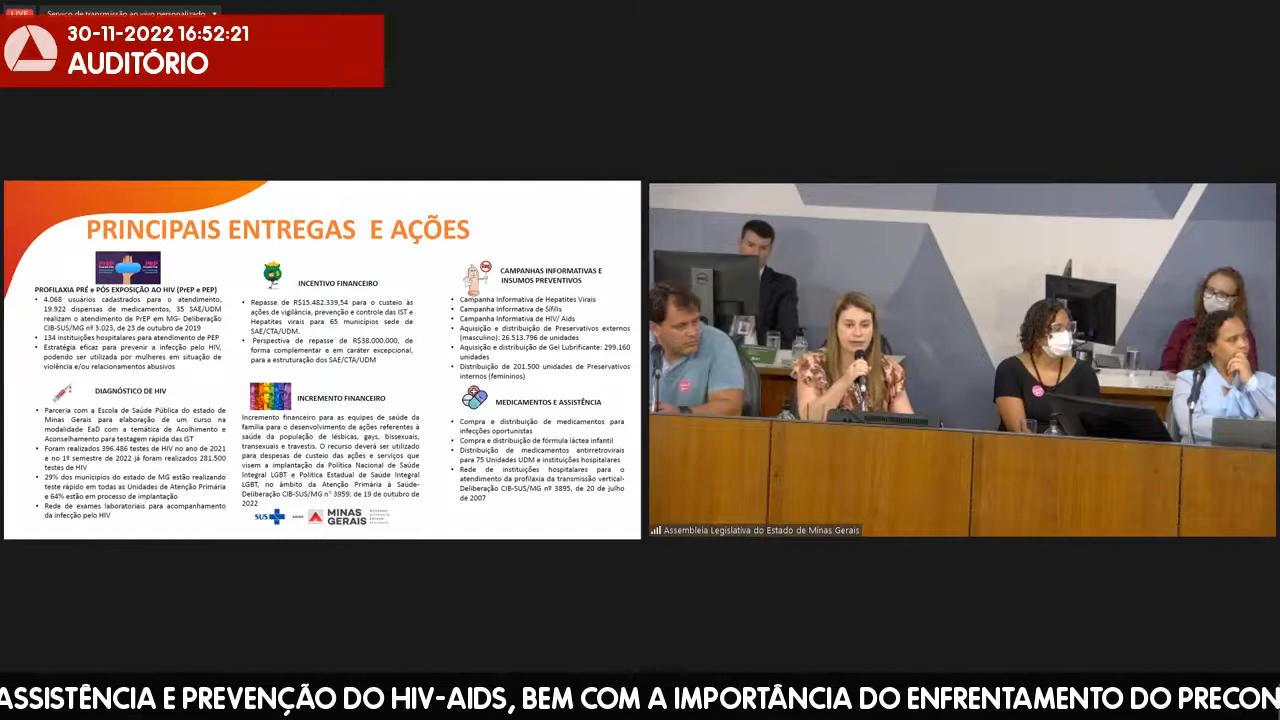 LIVE
Serviço de transmissão ao vivo personalizado
30-11-2022 16:52:21
AUDITÓRIO
PRINCIPAIS ENTREGAS E AÇÕES
PROFILAXIA PRÉ e PÓS EXPOSIÇÃO AO HIV (PrEP e PEP)
• 4.068 usuários cadastrados para o atendimento,
19.922 dispensas de medicamentos, 35 SAE/UDM
realizam o atendimento de PrEP em MG- Deliberação
CIB-SUS/MG nº 3.023, de 23 de outubro de 2019
• 134 instituições hospitalares para atendimento de PEP
• Estratégia eficaz para prevenir a infecção pelo HIV,
podendo ser utilizada por mulheres em situação de
violência e/ou relacionamentos abusivos
DIAGNÓSTICO DE HIV
• Parceria com a Escola de Saúde Pública do estado de
Minas Gerais para elaboração de um curso na
modalidade EaD com a temática de Acolhimento e
Aconselhamento para testagem rápida das IST
• Foram realizados 396.486 testes de HIV no ano de 2021
e no 1º semestre de 2022 já foram realizados 281.500
testes de HIV
• 29% dos municípios do estado de MG estão realizando
teste rápido em todas as Unidades de Atenção Primária
e 64% estão em processo de implantação
• Rede de exames laboratoriais para acompanhamento
da infecção pelo HIV
INCENTIVO FINANCEIRO
• Repasse de R$15.482.339,54 para o custeio às
ações de vigilância, prevenção e controle das IST e
Hepatites virais para 65 municípios sede de
SAE/CTA/UDM.
• Perspectiva de repasse de R$38.000.000, de
forma complementar e em caráter excepcional,
para a estruturação dos SAE/CTA/UDM
INCREMENTO FINANCEIRO
Incremento financeiro para as equipes de saúde da
família para o desenvolvimento de ações referentes à
saúde da população de lésbicas, gays, bissexuais,
transexuais e travestis. O recurso deverá ser utilizado
para despesas de custeio das ações e serviços que
visem a implantação da Política Nacional de Saúde
Integral LGBT e Política Estadual de Saúde Integral
LGBT, no âmbito da Atenção Primária à Saúde-
Deliberação CIB-SUS/MG nº 3959, de 19 de outubro de
2022
SUS
SAÚDE
MINAS
GERAIS
CAMPANHAS INFORMATIVAS E
INSUMOS PREVENTIVOS
• Campanha Informativa de Hepatites Virais
• Campanha Informativa de Sífilis
• Campanha Informativa de HIV/ Aids
• Aquisição e distribuição de Preservativos externos
(masculino): 26.513.796 de unidades
• Aquisição e distribuição de Gel Lubrificante: 299.160
unidades
• Distribuição de 201.500 unidades de Preservativos
internos (femininos)
MEDICAMENTOS E ASSISTÊNCIA
• Compra e distribuição de medicamentos para
infecções oportunistas
• Compra e distribuição de fórmula láctea infantil
• Distribuição de medicamentos antirretrovirais
para 75 Unidades UDM e instituições hospitalares
• Rede de instituições hospitalares para o
atendimento da profilaxia da transmissão vertical-
Deliberação CIB-SUS/MG nº 3895, de 20 de julho
de 2007
Assembleia Legislativa do Estado de Minas Gerais
ASSISTÊNCIA E PREVENÇÃO DO HIV-AIDS, BEM COM A IMPORTÂNCIA DO ENFRENTAMENTO DO PRECON